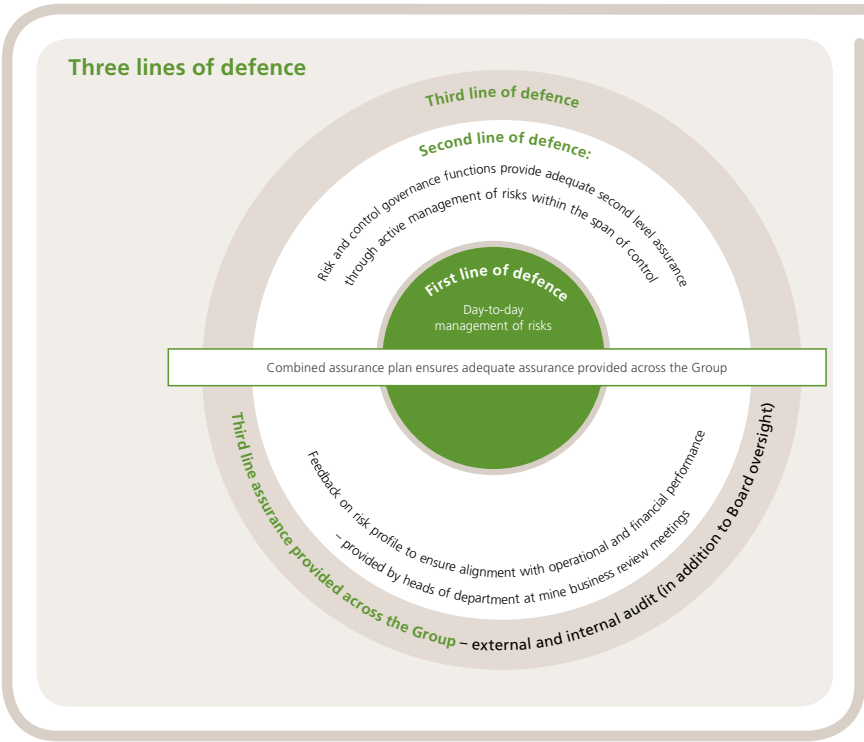 Three lines of defence
Third line of defence
Second line of defence:
Risk and control governance functions provide adequate second level assurance
through active management of risks within the span of control
First line of defence
Day-to-day
management of risks
Combined assurance plan ensures adequate assurance provided across the Group
Feedback on risk profile to ensure alignment with operational and financial performance
– provided by heads of department at mine business review meetings
Third line assurance provided across the Group – external and internal audit (in addition to Board oversight)